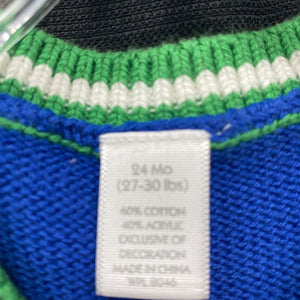 24 Mo
(27-30 lbs)
60% COTTON
40% ACRYLIC
EXCLUSIVE OF
DECORATION
MADE IN CHINA
WPL 8046